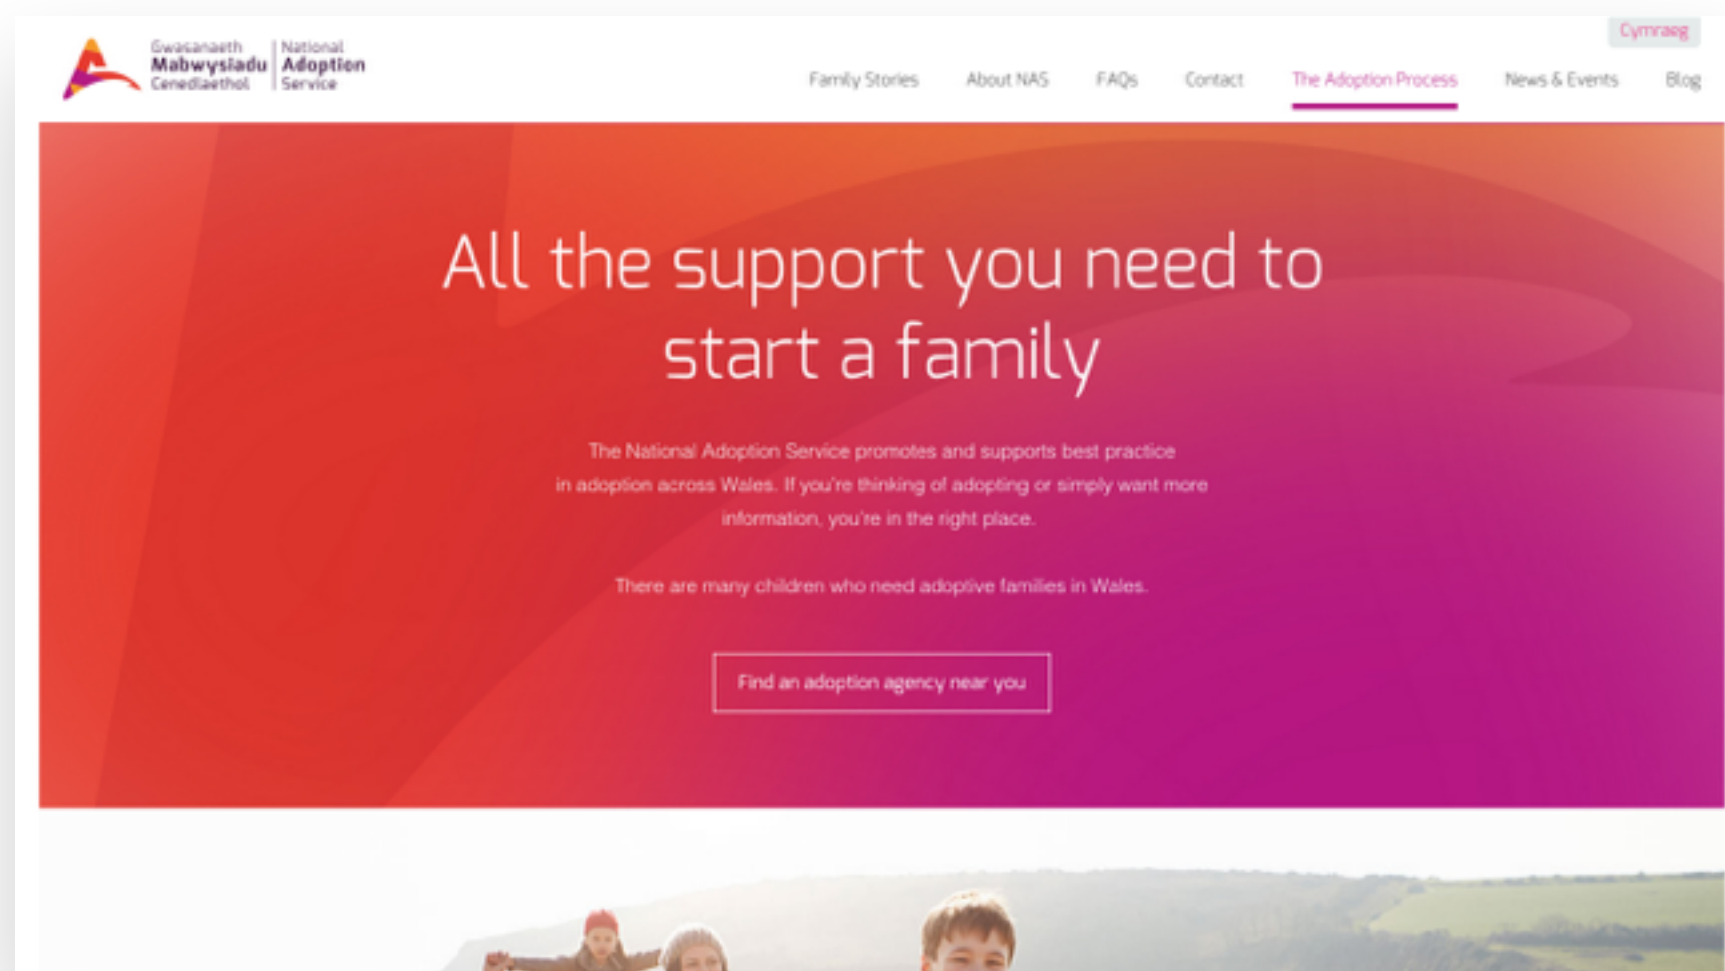 Cymraeg
Gwasanaeth
Mabwysiadu
Cenedlaethol
National
Adoption
Service
Family Stories
About NAS
FAQs
Contact
The Adoption Process
News & Events
Blog
All the support you need to
start a family
The National Adoption Service promotes and supports best practice
in adoption across Wales. If you're thinking of adopting or simply want more
information, you're in the right place.
There are many children who need adoptive families in Wales.
Find an adoption agency near you